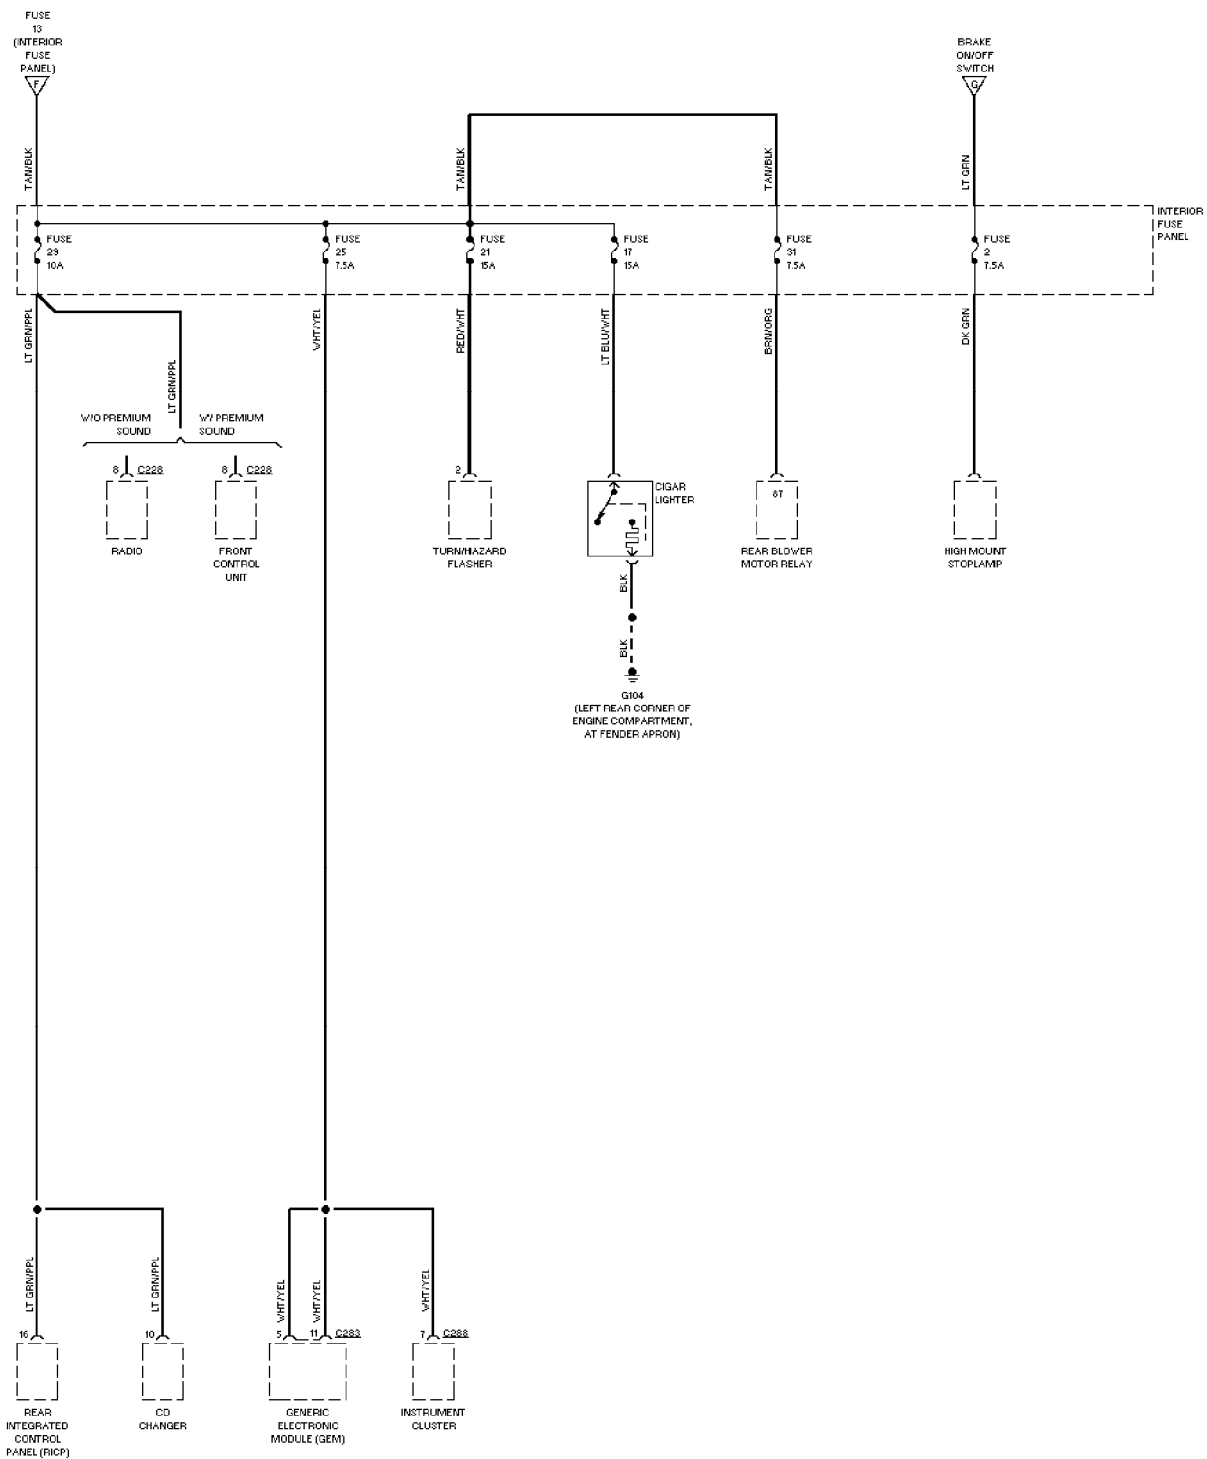 FUSE
13
(INTERIOR
FUSE
PANEL)
F
BRAKE
ON/OFF
SWITCH
G
TAN/BLK
TAN/BLK
TAN/BLK
LT GRN
INTERIOR
FUSE
PANEL
FUSE
29
10A
FUSE
25
7.5A
FUSE
21
15A
FUSE
17
15A
FUSE
31
7.5A
FUSE
2
7.5A
LT GRN/PPL
LT GRN/PPL
WHT/YEL
RED/WHT
LT BLU/WHT
BRN/ORG
DK GRN
W/O PREMIUM
SOUND
W/ PREMIUM
SOUND
8 C228
8 C228
2
RADIO
FRONT
CONTROL
UNIT
TURN/HAZARD
FLASHER
CIGAR
LIGHTER
87
REAR BLOWER
MOTOR RELAY
HIGH MOUNT
STOPLAMP
BLK
BLK
G104
(LEFT REAR CORNER OF
ENGINE COMPARTMENT,
AT FENDER APRON)
LT GRN/PPL
LT GRN/PPL
WHT/YEL
WHT/YEL
WHT/YEL
16
10
5
11 C283
7 C288
REAR
INTEGRATED
CONTROL
PANEL (RICP)
CD
CHANGER
GENERIC
ELECTRONIC
MODULE (GEM)
INSTRUMENT
CLUSTER